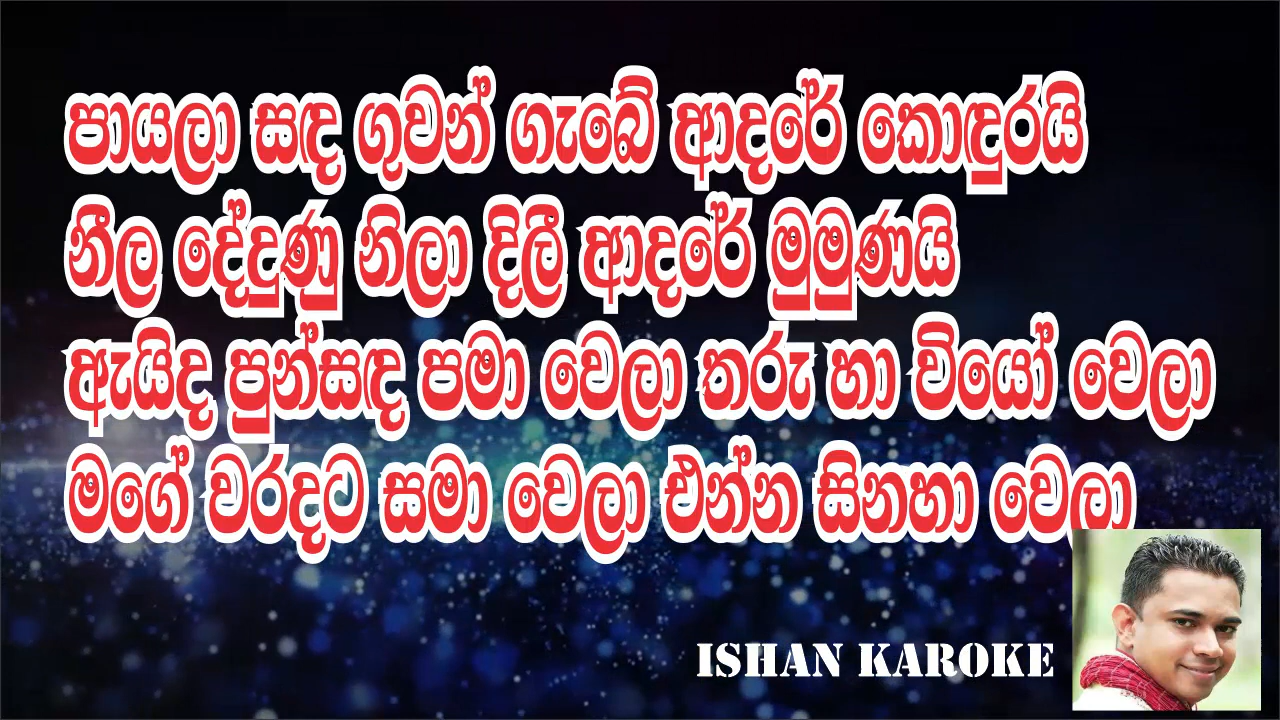 පායලා සඳ ගුවන් ගැබේ ආදරේ කොඳුරයි
නීල දේදුණු නිලා දිලී ආදරේ මුමුණයි
ඇයිද පුන්සඳ පමා වෙලා තරු හා වියෝ වෙලා
මගේ වරදට සමා වෙලා එන්න සිනහා වෙලා
ISHAN KAROKE